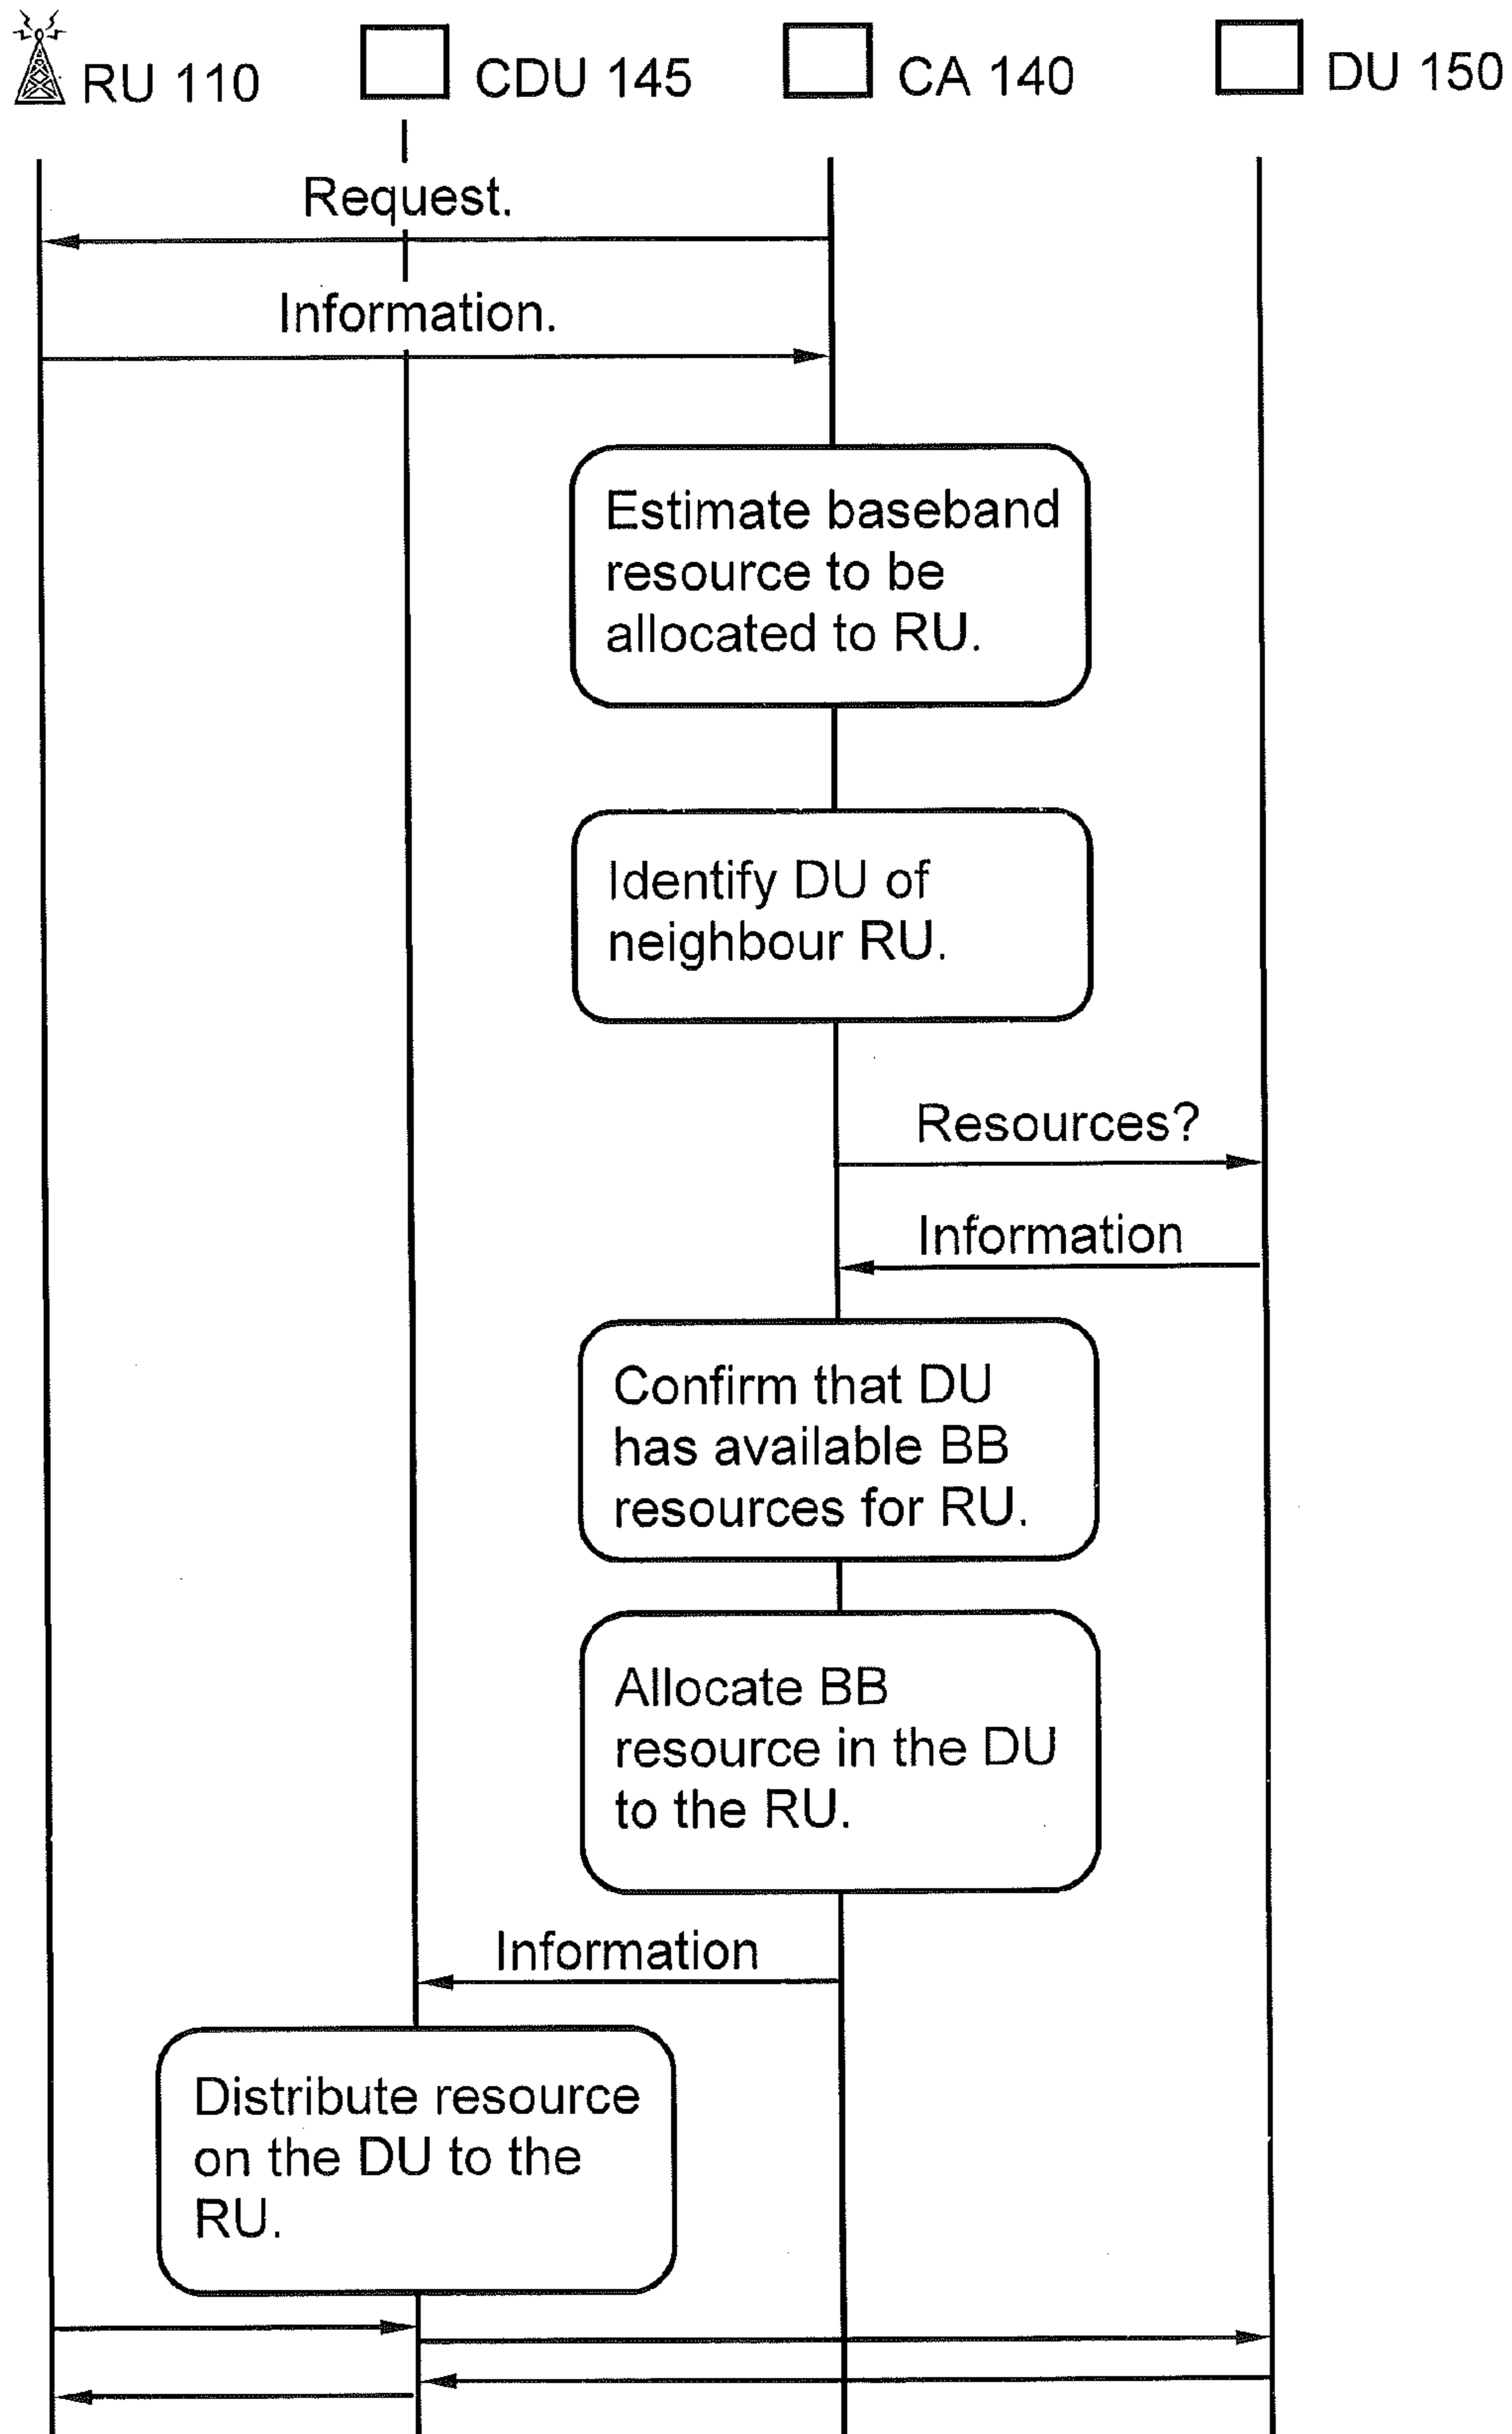 RU 110
CDU 145
CA 140
DU 150
Request.
Information.
Estimate baseband
resource to be
allocated to RU.
Identify DU of
neighbour RU.
Resources?
Information
Confirm that DU
has available BB
resources for RU.
Allocate BB
resource in the DU
to the RU.
Information
Distribute resource
on the DU to the
RU.